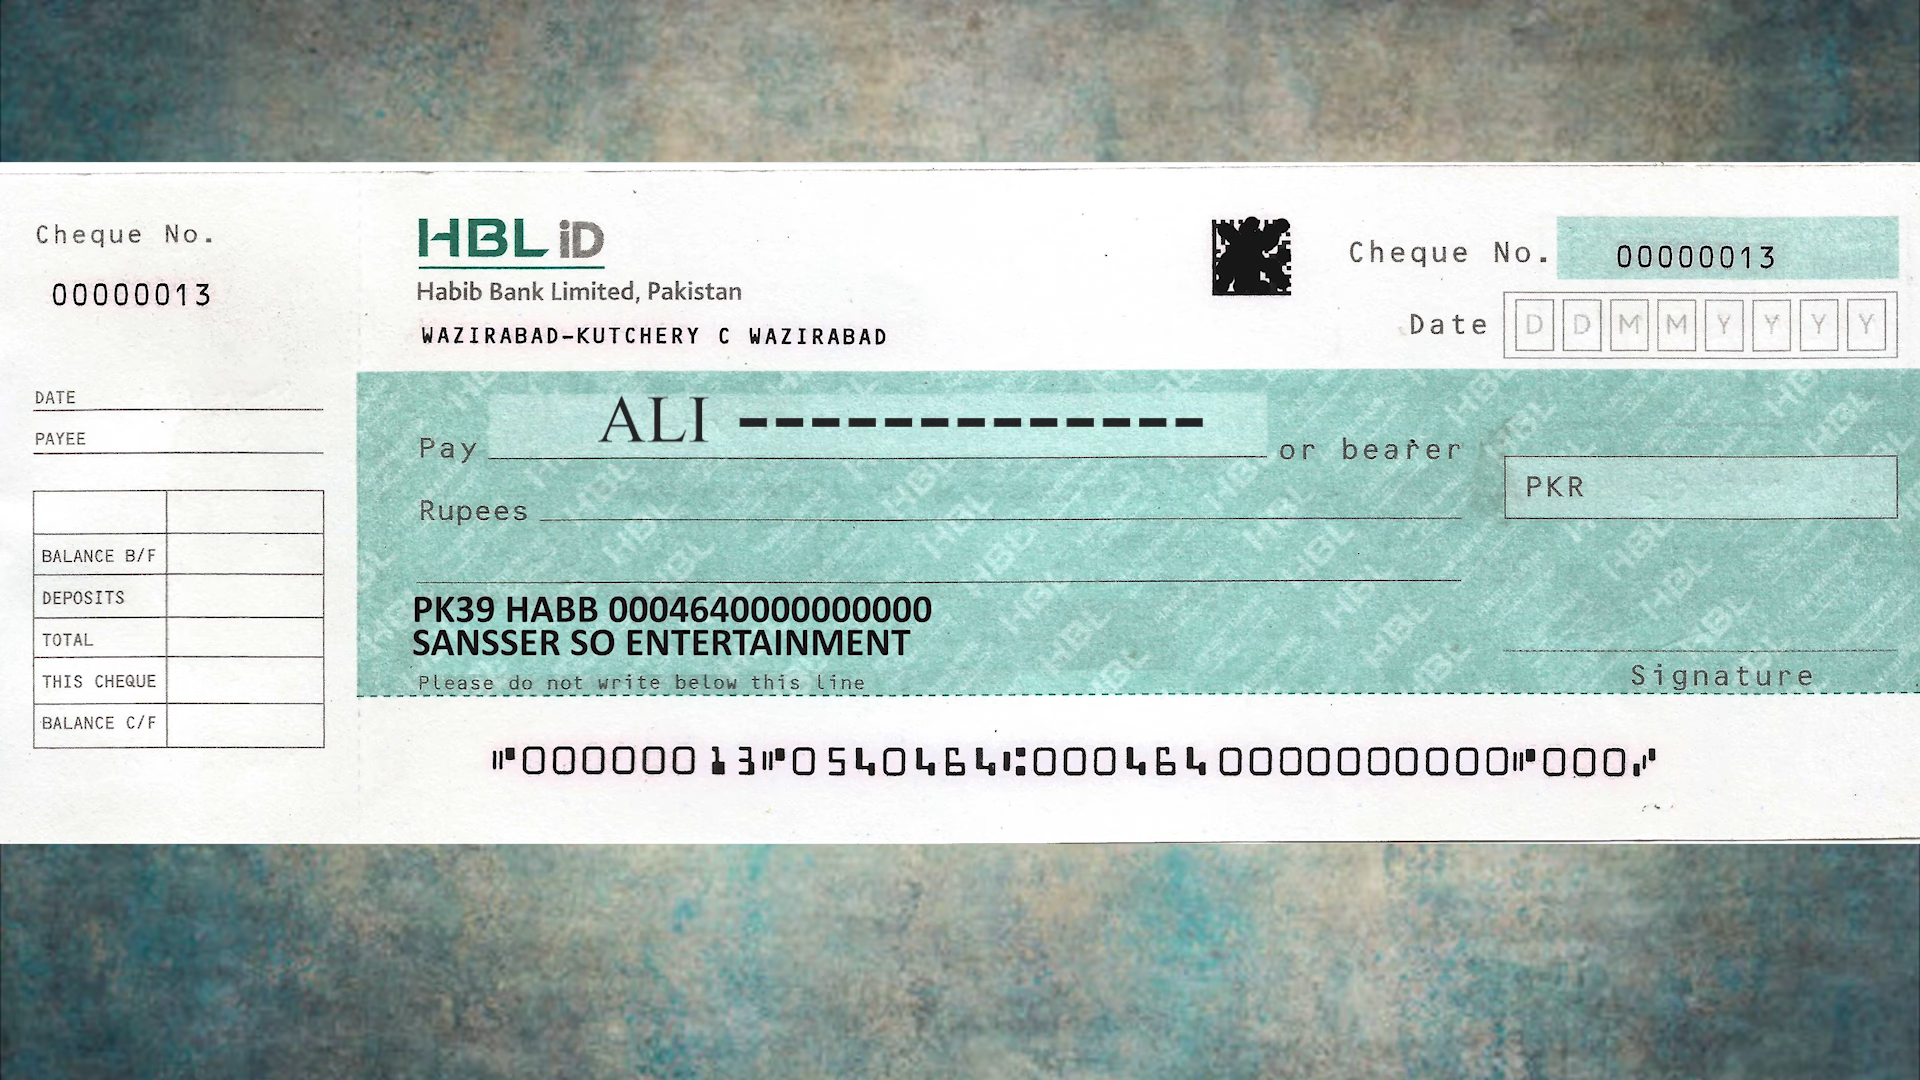 Cheque No.
00000013
DATE
PAYEE
BALANCE B/F
DEPOSITS
TOTAL
THIS CHEQUE
BALANCE C/F
HBL iD
Habib Bank Limited, Pakistan
WAZIRABAD-KUTCHERY C WAZIRABAD
Cheque No. 00000013
Date D D M M Y Y Y Y
Pay ALI ------------- or bearer
Rupees
PKR
PK39 HABB 0004640000000000
SANSSER SO ENTERTAINMENT
Please do not write below this line
Signature
⑈00000013⑈0540464⑆0004640000000000⑈000⑇